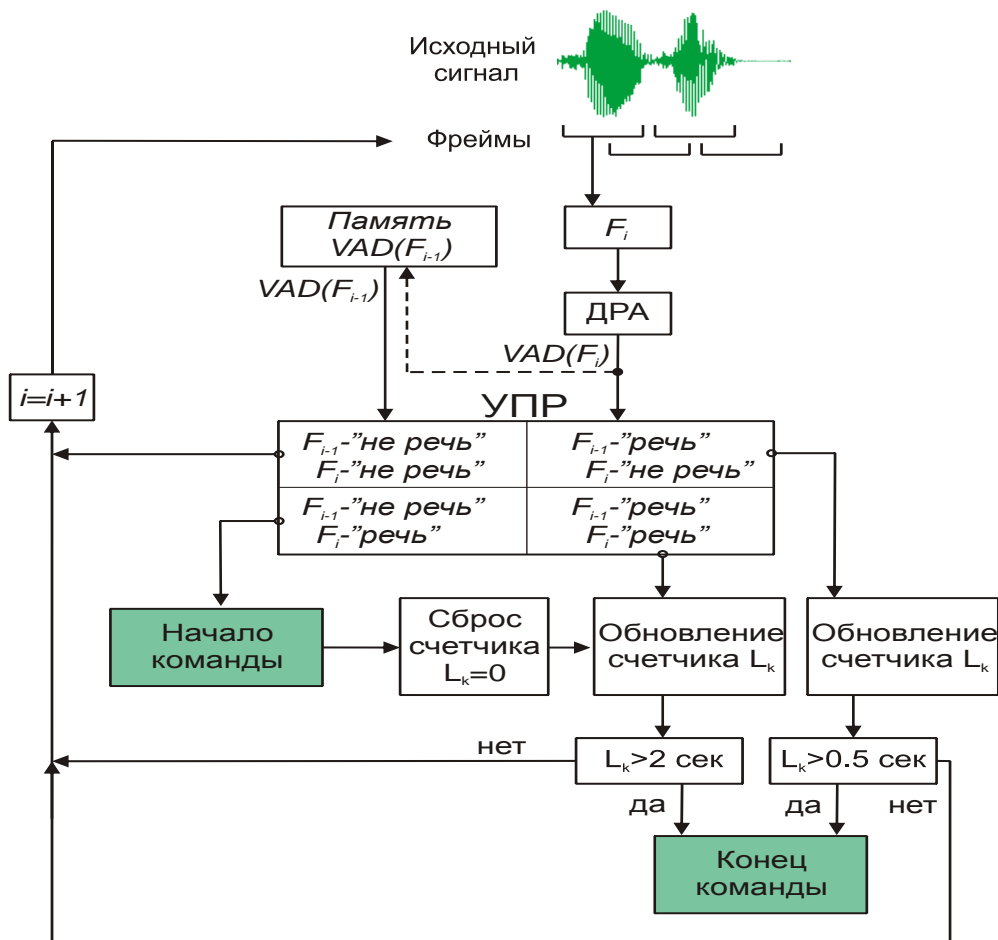 Исходный
сигнал
Фреймы
Память
VAD(Fi-1)
Fi
VAD(Fi-1)
ДРА
VAD(Fi)
i=i+1
УПР
Fi-1-”не речь”
Fi-”не речь”
Fi-1-”речь”
Fi-”не речь”
Fi-1-”не речь”
Fi-”речь”
Fi-1-”речь”
Fi-”речь”
Начало
команды
Сброс
счетчика
Lk=0
Обновление
счетчика Lk
Обновление
счетчика Lk
нет
Lk>2 сек
Lk>0.5 сек
да
да
нет
Конец
команды